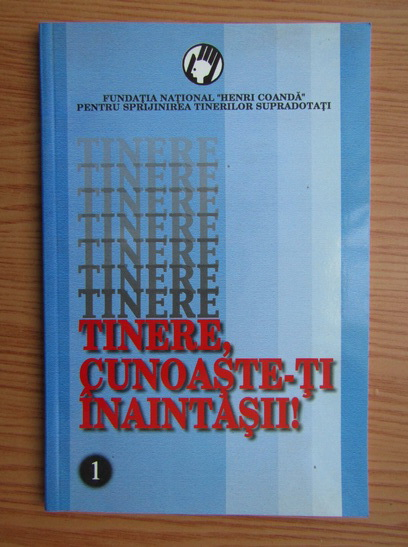 FUNDAȚIA NAȚIONAL "HENRI COANDĂ"
PENTRU SPRIJINIREA TINERILOR SUPRADOTAȚI
TINERE
TINERE
TINERE
TINERE
TINERE
TINERE
TINERE
TINERE,
CUNOAȘTE-ȚI
ÎNAINTAȘII!
1